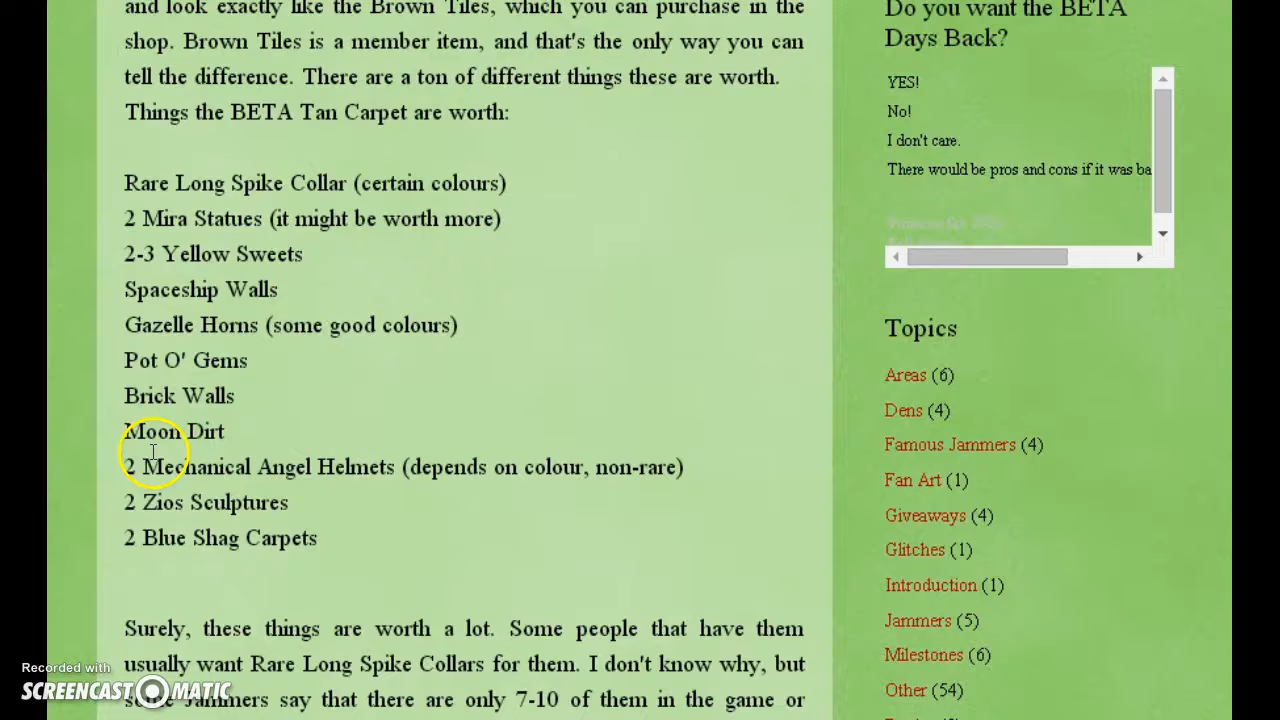 and look exactly like the Brown Tiles, which you can purchase in the
shop. Brown Tiles is a member item, and that's the only way you can
tell the difference. There are a ton of different things these are worth.
Things the BETA Tan Carpet are worth:
Rare Long Spike Collar (certain colours)
2 Mira Statues (it might be worth more)
2-3 Yellow Sweets
Spaceship Walls
Gazelle Horns (some good colours)
Pot O' Gems
Brick Walls
Moon Dirt
2 Mechanical Angel Helmets (depends on colour, non-rare)
2 Zios Sculptures
2 Blue Shag Carpets
Surely, these things are worth a lot. Some people that have them
usually want Rare Long Spike Collars for them. I don't know why, but
some Jammers say that there are only 7-10 of them in the game or
Do you want the BETA
Days Back?
YES!
No!
I don't care.
There would be pros and cons if it was ba
Topics
Areas (6)
Dens (4)
Famous Jammers (4)
Fan Art (1)
Giveaways (4)
Glitches (1)
Introduction (1)
Jammers (5)
Milestones (6)
Other (54)
Recorded with
SCREENCAST MATIC